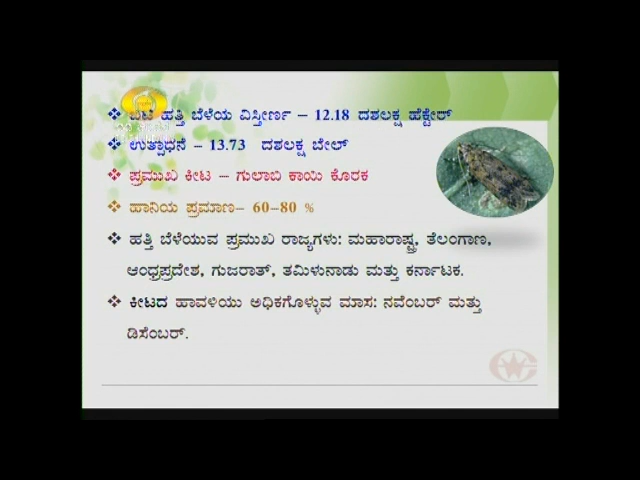 ❖ ಬಿಟಿ ಹತ್ತಿ ಬೆಳೆಯ ವಿಸ್ತೀರ್ಣ – 12.18 ದಶಲಕ್ಷ ಹೆಕ್ಟೇರ್
❖ ಉತ್ಪಾಧನೆ – 13.73 ದಶಲಕ್ಷ ಬೇಲ್
❖ ಪ್ರಮುಖ ಕೀಟ – ಗುಲಾಬಿ ಕಾಯಿ ಕೊರಕ
❖ ಹಾನಿಯ ಪ್ರಮಾಣ– 60–80 %
❖ ಹತ್ತಿ ಬೆಳೆಯುವ ಪ್ರಮುಖ ರಾಜ್ಯಗಳು: ಮಹಾರಾಷ್ಟ್ರ, ತೆಲಂಗಾಣ,
ಆಂಧ್ರಪ್ರದೇಶ, ಗುಜರಾತ್, ತಮಿಳುನಾಡು ಮತ್ತು ಕರ್ನಾಟಕ.
❖ ಕೀಟದ ಹಾವಳಿಯು ಅಧಿಕಗೊಳ್ಳುವ ಮಾಸ: ನವೆಂಬರ್ ಮತ್ತು
ಡಿಸೆಂಬರ್.